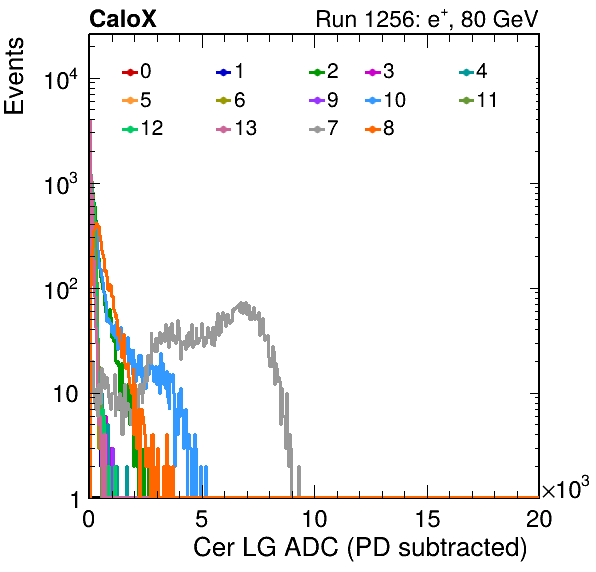 CaloX Run 1256: e⁺, 80 GeV
Events
0 1 2 3 4
5 6 9 10 11
12 13 7 8
10⁴
10³
10²
10
1
0 5 10 15 20
×10³
Cer LG ADC (PD subtracted)